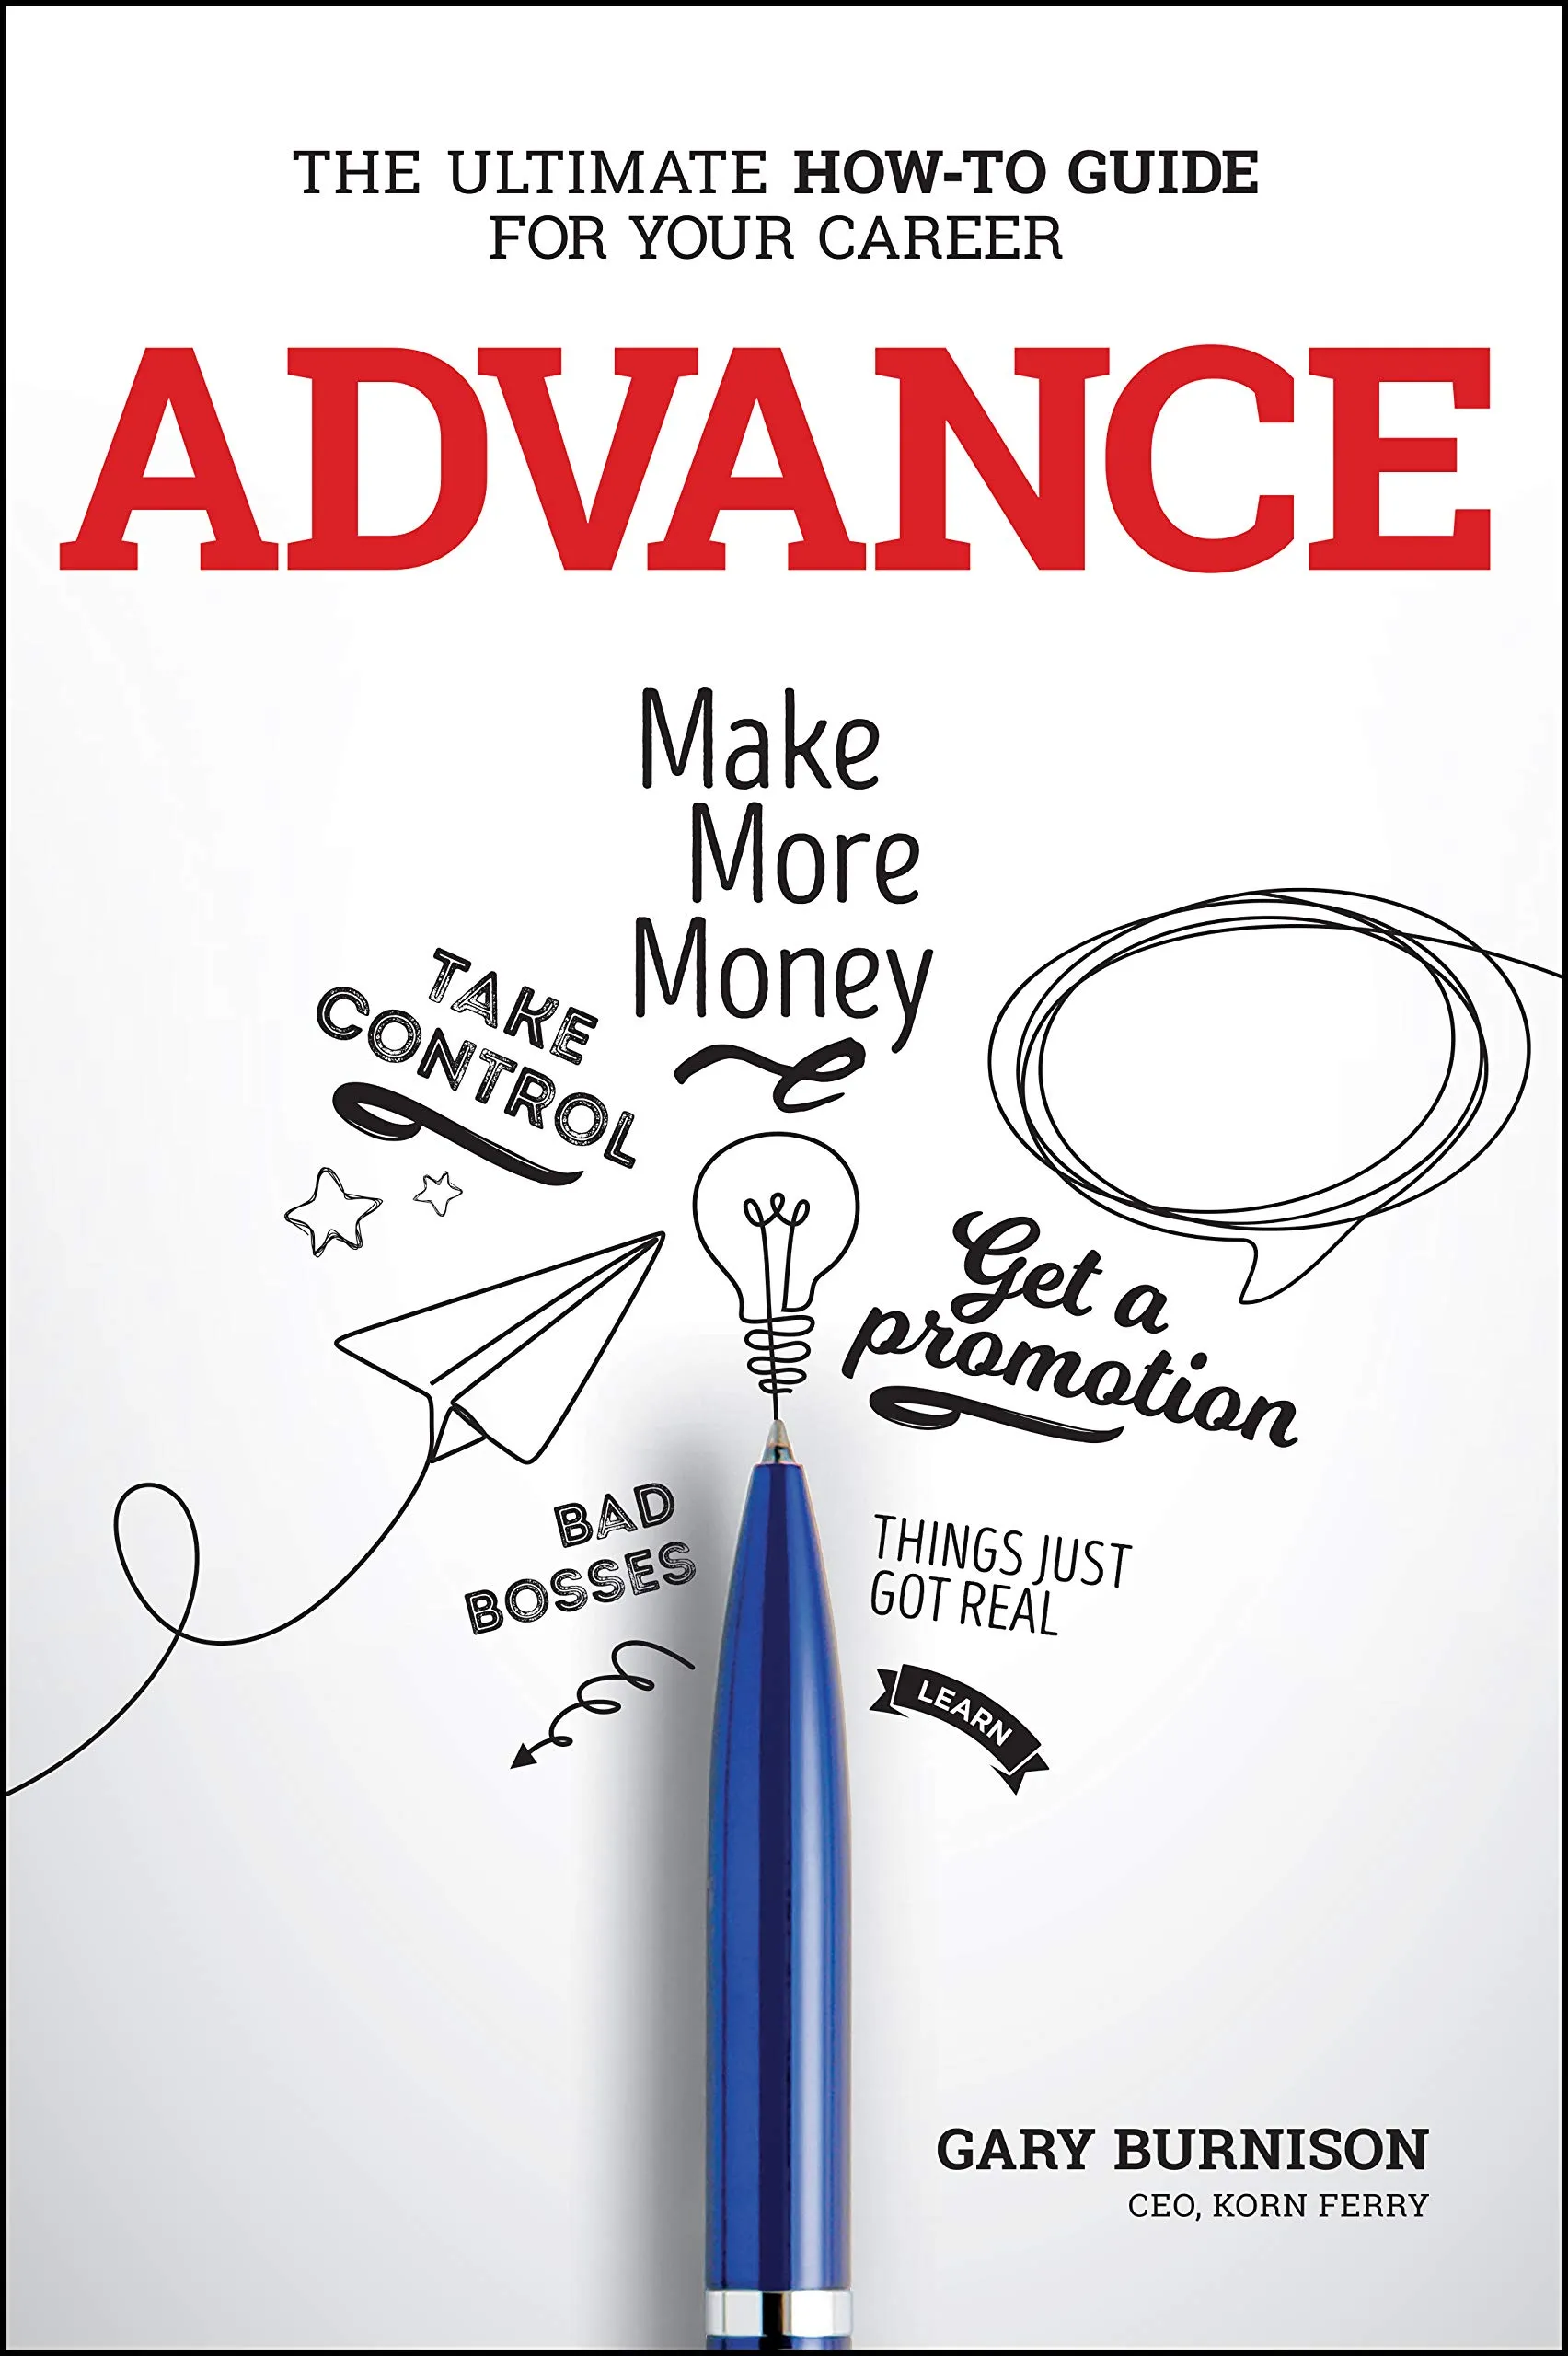 THE ULTIMATE HOW-TO GUIDE
FOR YOUR CAREER
ADVANCE
Make
More
Money
TAKE
CONTROL
Get a
promotion
BAD
BOSSES
THINGS JUST
GOT REAL
LEARN
GARY BURNISON
CEO, KORN FERRY